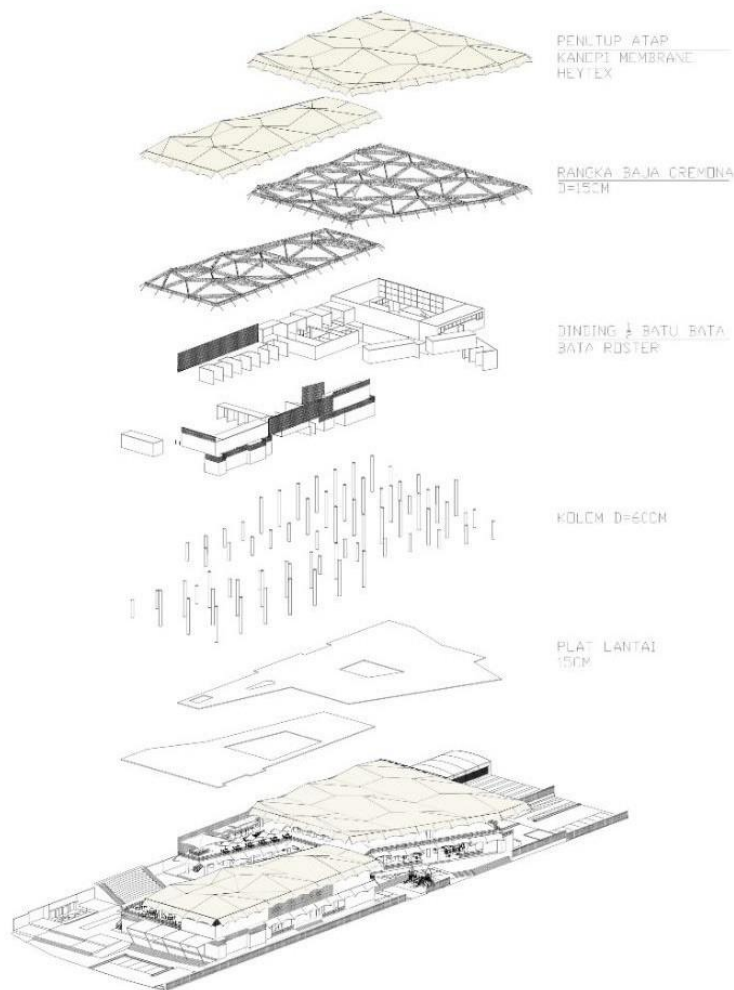 PENUTUP ATAP
KANOPI MEMBRANE
HEYTEX
RANGKA BAJA CREMONA
D=15CM
DINDING ½ BATU BATA
BATA ROSTER
KOLOM D=60CM
PLAT LANTAI
15CM